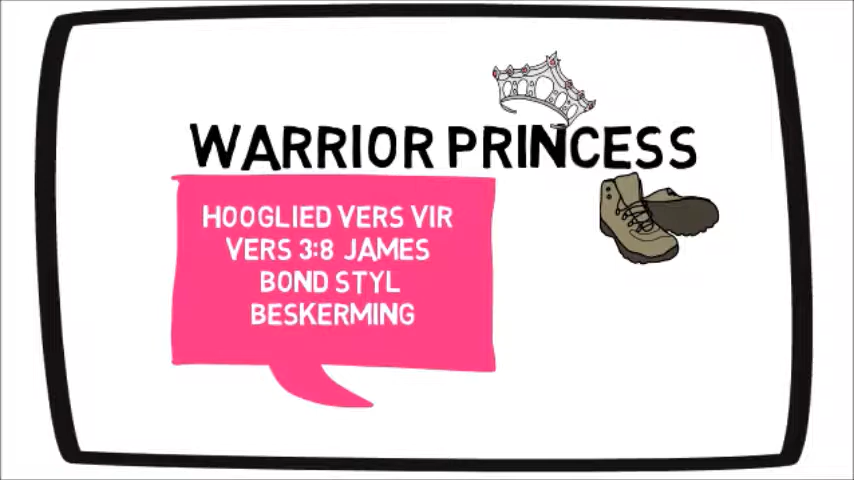 WARRIOR PRINCESS
HOOGLIED VERS VIR
VERS 3:8 JAMES
BOND STYL
BESKERMING